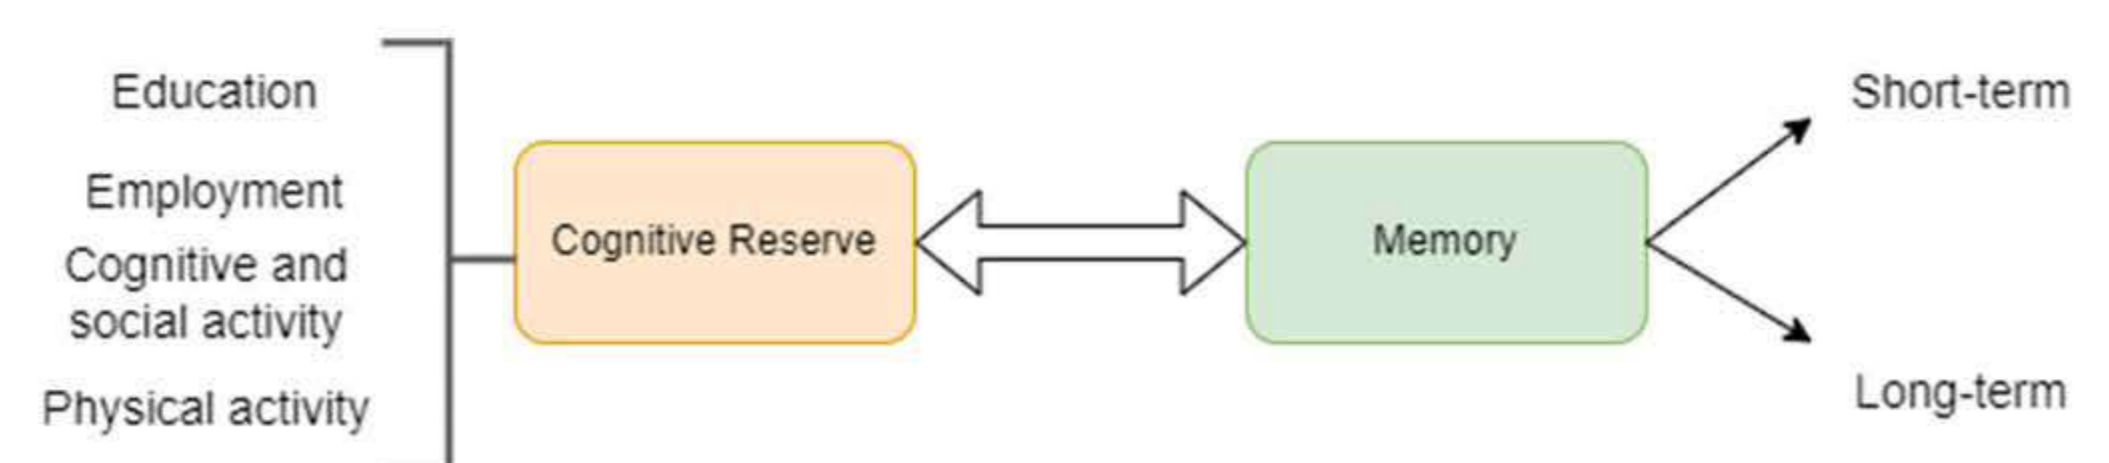 Education
Employment
Cognitive and
social activity
Physical activity
Cognitive Reserve
Memory
Short-term
Long-term